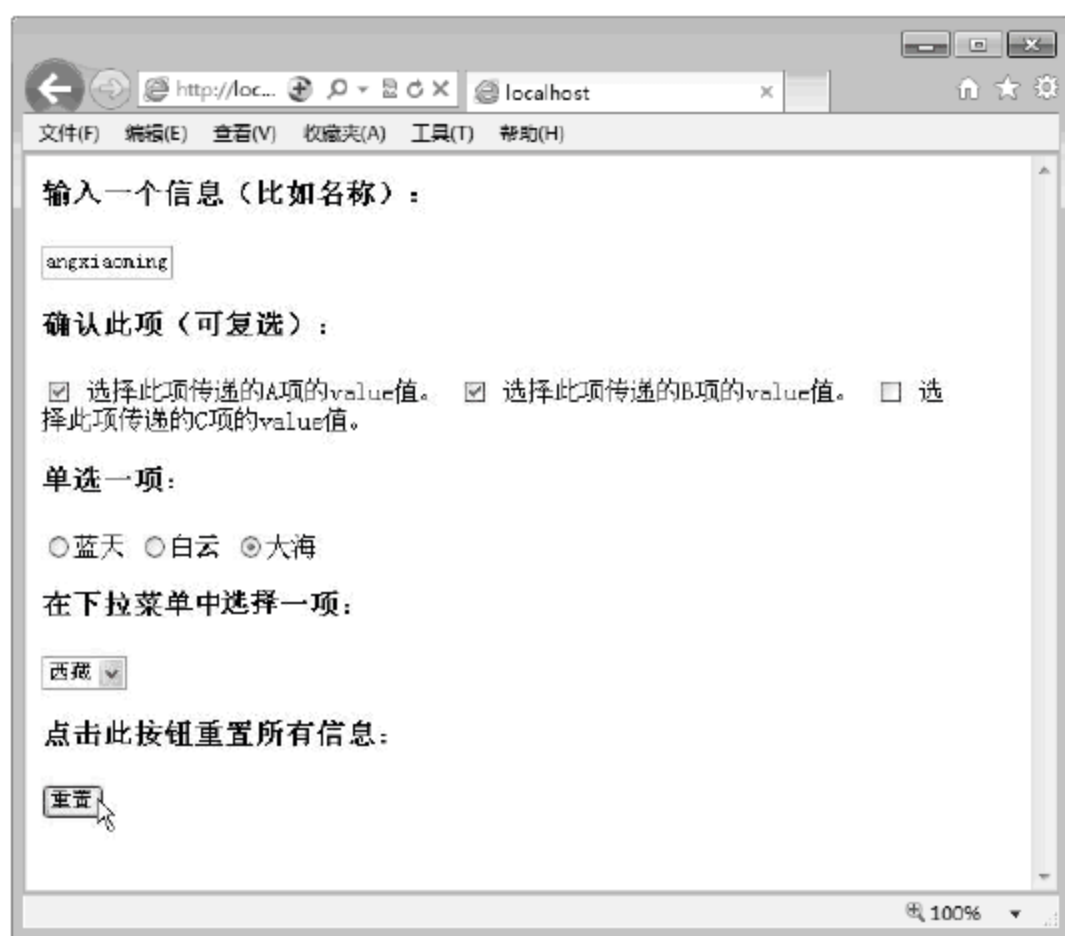 http://loc...
localhost
文件(F) 编辑(E) 查看(V) 收藏夹(A) 工具(T) 帮助(H)
输入一个信息（比如名称）：
angxiaoming
确认此项（可复选）：
选择此项传递的A项的value值。 选择此项传递的B项的value值。 选
择此项传递的C项的value值。
单选一项：
蓝天 白云 大海
在下拉菜单中选择一项：
西藏
点击此按钮重置所有信息：
重置
100%